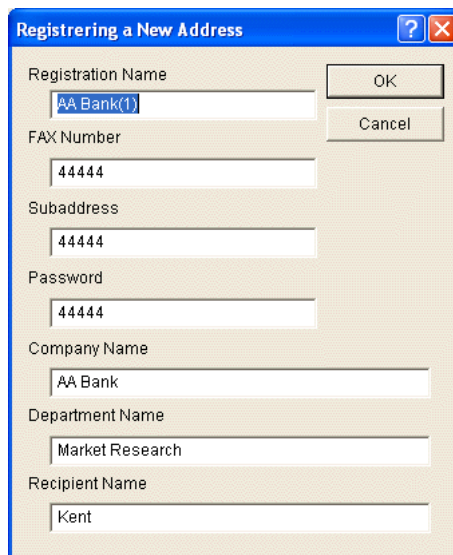 Registrering a New Address
Registration Name
OK
AA Bank(1)
Cancel
FAX Number
44444
Subaddress
44444
Password
44444
Company Name
AA Bank
Department Name
Market Research
Recipient Name
Kent